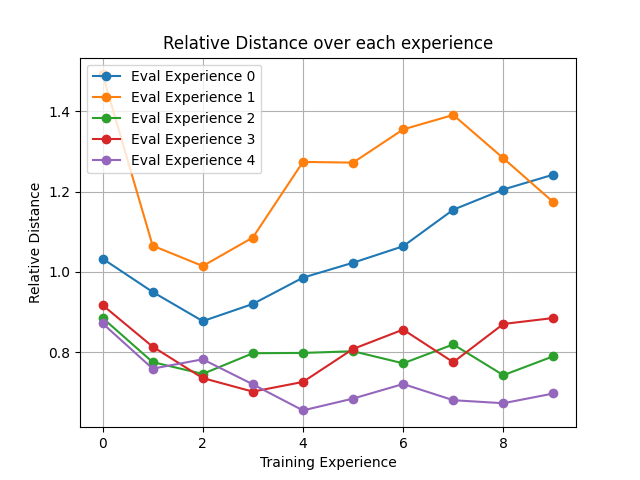 Relative Distance over each experience
Eval Experience 0
Eval Experience 1
Eval Experience 2
Eval Experience 3
Eval Experience 4
1.4
1.2
1.0
0.8
Relative Distance
0 2 4 6 8
Training Experience